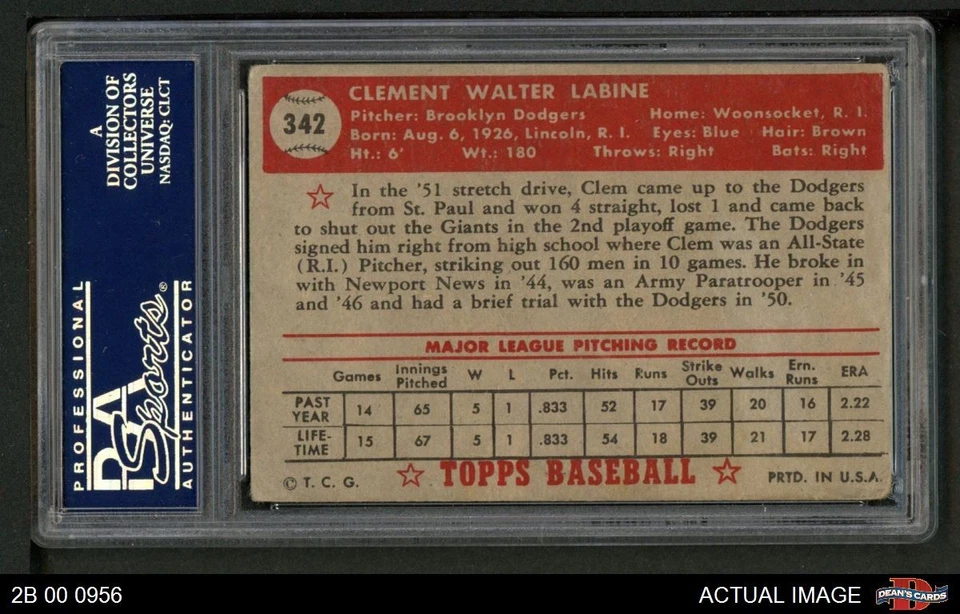 A
DIVISION OF
COLLECTORS
UNIVERSE
NASDAQ: CLCT
PROFESSIONAL
PSA
Sports®
AUTHENTICATOR
342
CLEMENT WALTER LABINE
Pitcher: Brooklyn Dodgers Home: Woonsocket, R. I.
Born: Aug. 6, 1926, Lincoln, R. I. Eyes: Blue Hair: Brown
Ht.: 6' Wt.: 180 Throws: Right Bats: Right
In the '51 stretch drive, Clem came up to the Dodgers
from St. Paul and won 4 straight, lost 1 and came back
to shut out the Giants in the 2nd playoff game. The Dodgers
signed him right from high school where Clem was an All-State
(R.I.) Pitcher, striking out 160 men in 10 games. He broke in
with Newport News in '44, was an Army Paratrooper in '45
and '46 and had a brief trial with the Dodgers in '50.
MAJOR LEAGUE PITCHING RECORD
Games Innings Pitched W L Pct. Hits Runs Strike Outs Walks Ern. Runs ERA
PAST YEAR 14 65 5 1 .833 52 17 39 20 16 2.22
LIFE-TIME 15 67 5 1 .833 54 18 39 21 17 2.28
© T. C. G. ☆ TOPPS BASEBALL ☆ PRTD. IN U.S.A.
2B 00 0956
ACTUAL IMAGE
DEAN'S CARDS